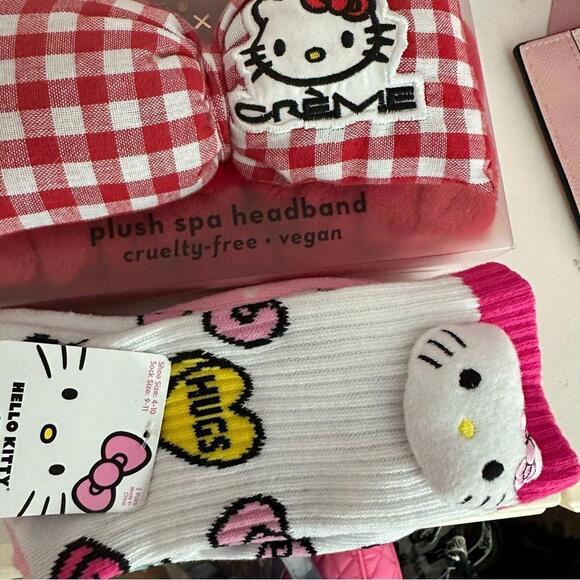 ×
CRÈME
plush spa headband
cruelty-free • vegan
Shoe Size: 4-10
Sock Size: 9-11
HELLO KITTY
HUGS